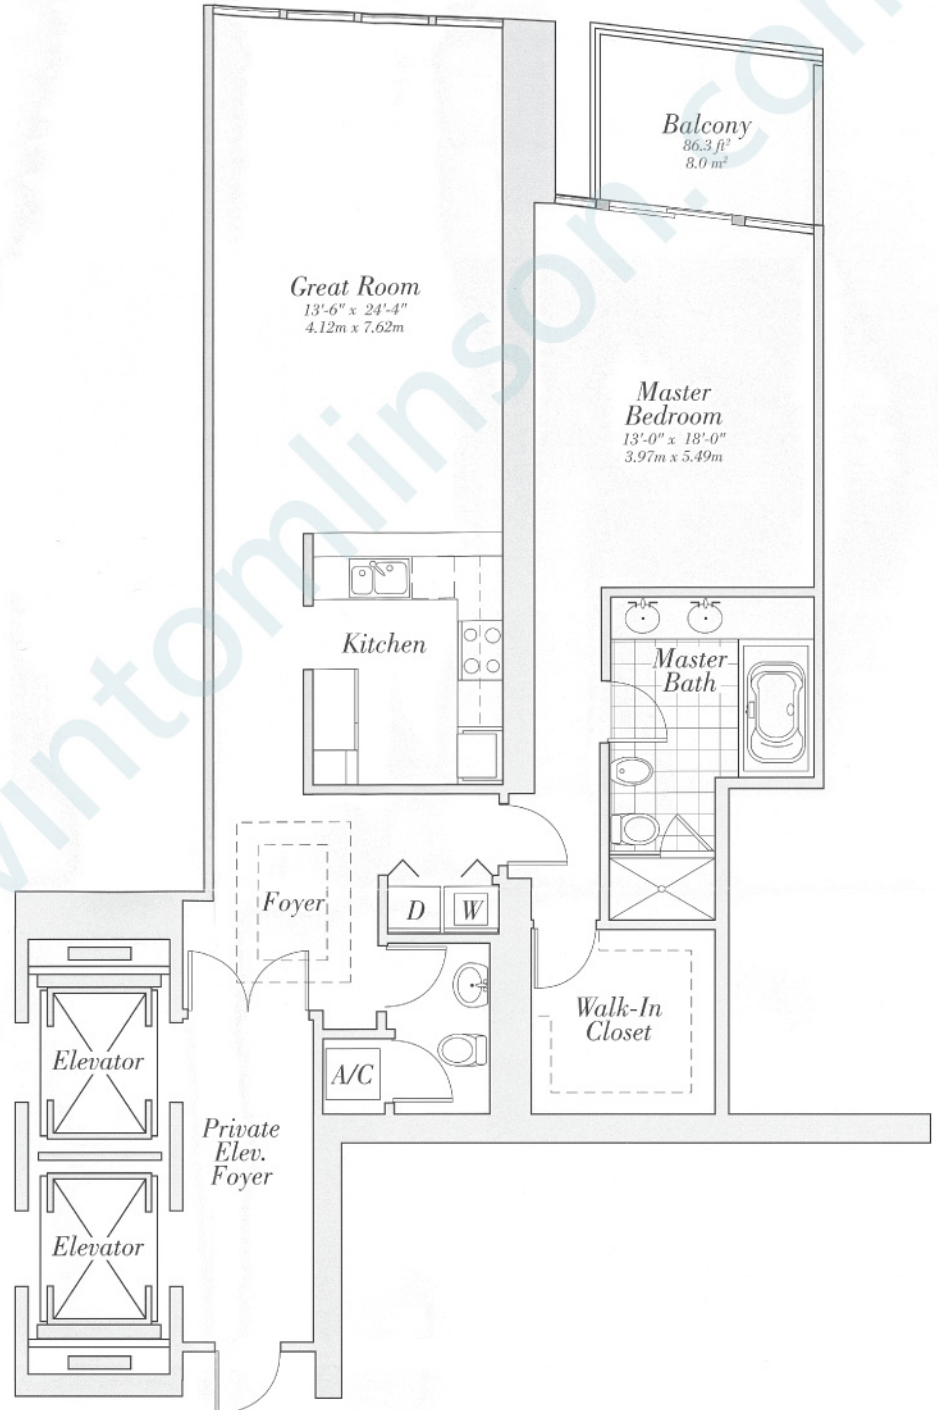 Balcony
86.3 ft²
8.0 m²
Great Room
13'-6" x 24'-4"
4.12m x 7.62m
Master
Bedroom
13'-0" x 18'-0"
3.97m x 5.49m
Kitchen
Master
Bath
Foyer
D
W
Walk-In
Closet
A/C
Elevator
Private
Elev.
Foyer
Elevator
vintomlinson.com